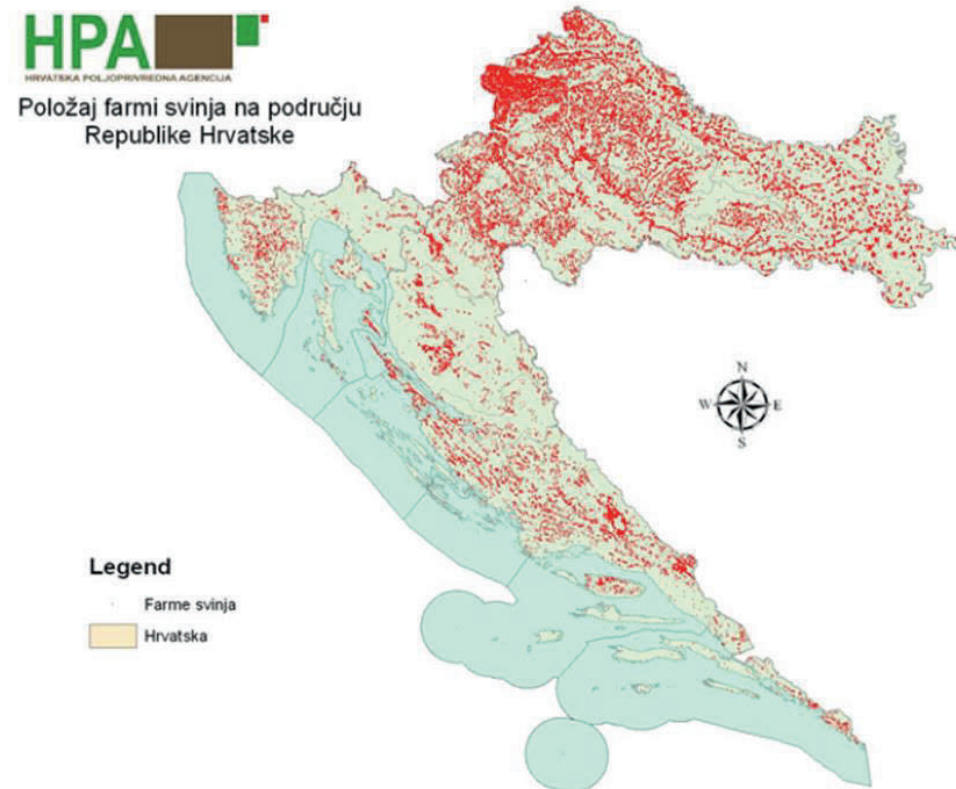 HPA
HRVATSKA POLJOPRIVREDNA AGENCIJA
Položaj farmi svinja na području
Republike Hrvatske
N
W E
S
Legend
Farme svinja
Hrvatska